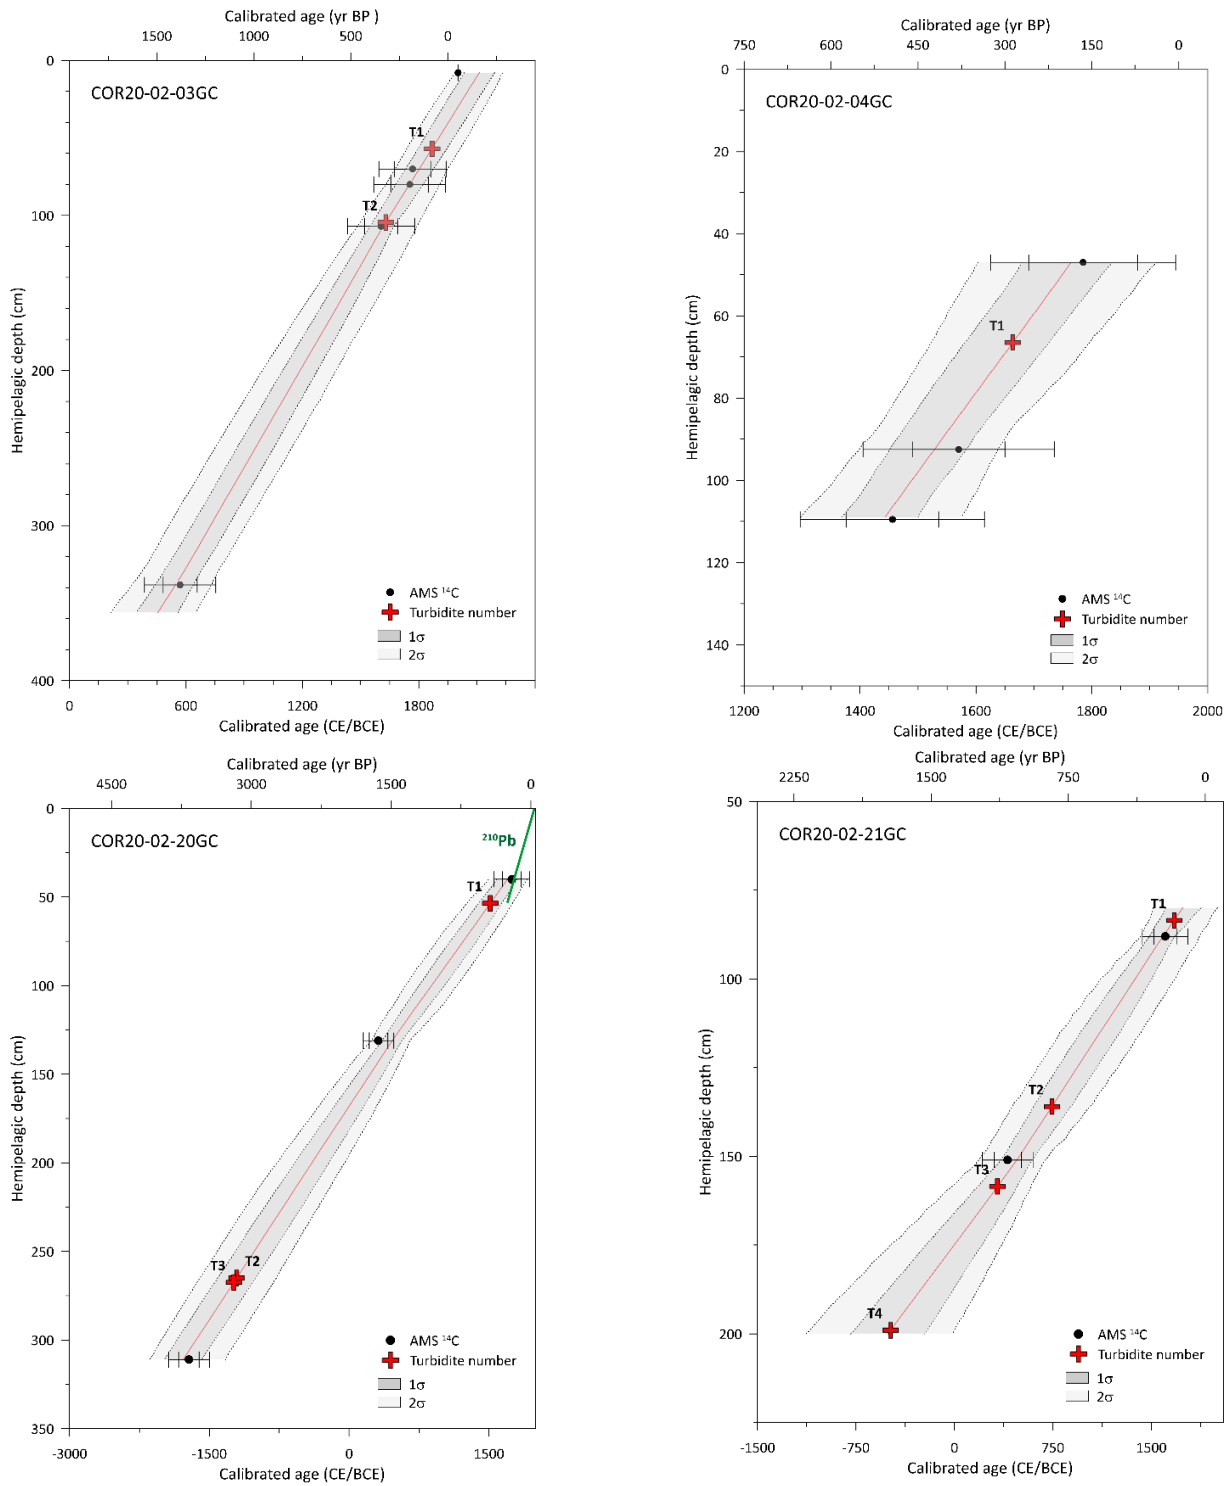 Calibrated age (yr BP )
1500 1000 500 0
0
100
200
300
400
Hemipelagic depth (cm)
COR20-02-03GC
T1
T2
AMS ¹⁴C
Turbidite number
1σ
2σ
0 600 1200 1800
Calibrated age (CE/BCE)
Calibrated age (yr BP)
750 600 450 300 150 0
0
20
40
60
80
100
120
140
Hemipelagic depth (cm)
COR20-02-04GC
T1
AMS ¹⁴C
Turbidite number
1σ
2σ
1200 1400 1600 1800 2000
Calibrated age (CE/BCE)
Calibrated age (yr BP)
4500 3000 1500 0
0
50
100
150
200
250
300
350
Hemipelagic depth (cm)
COR20-02-20GC
²¹⁰Pb
T1
T3 T2
AMS ¹⁴C
Turbidite number
1σ
2σ
-3000 -1500 0 1500
Calibrated age (CE/BCE)
Calibrated age (yr BP)
2250 1500 750 0
50
100
150
200
Hemipelagic depth (cm)
COR20-02-21GC
T1
T2
T3
T4
AMS ¹⁴C
Turbidite number
1σ
2σ
-1500 -750 0 750 1500
Calibrated age (CE/BCE)